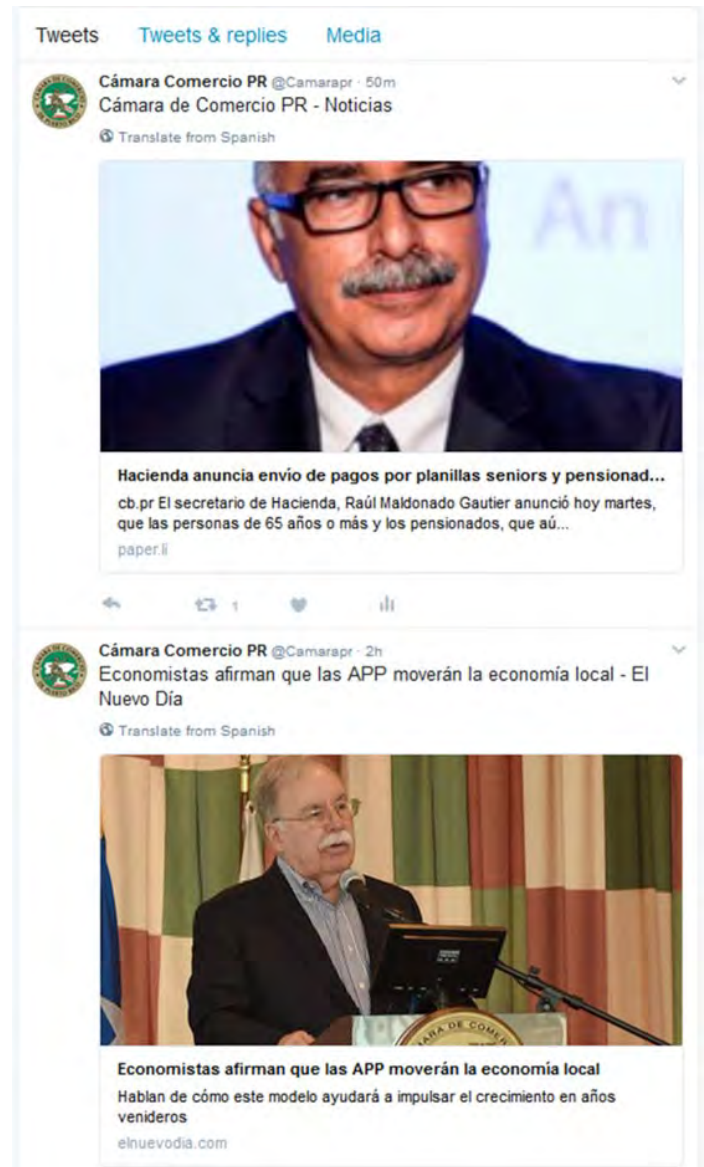 Tweets Tweets & replies Media
Cámara Comercio PR @Camarapr · 50m
Cámara de Comercio PR - Noticias
Translate from Spanish
An
Hacienda anuncia envío de pagos por planillas seniors y pensionad...
cb.pr El secretario de Hacienda, Raúl Maldonado Gautier anunció hoy martes,
que las personas de 65 años o más y los pensionados, que aú...
paper.li
1
Cámara Comercio PR @Camarapr · 2h
Economistas afirman que las APP moverán la economía local - El
Nuevo Día
Translate from Spanish
ARA DE COMER
Economistas afirman que las APP moverán la economía local
Hablan de cómo este modelo ayudará a impulsar el crecimiento en años
venideros
elnuevodia.com